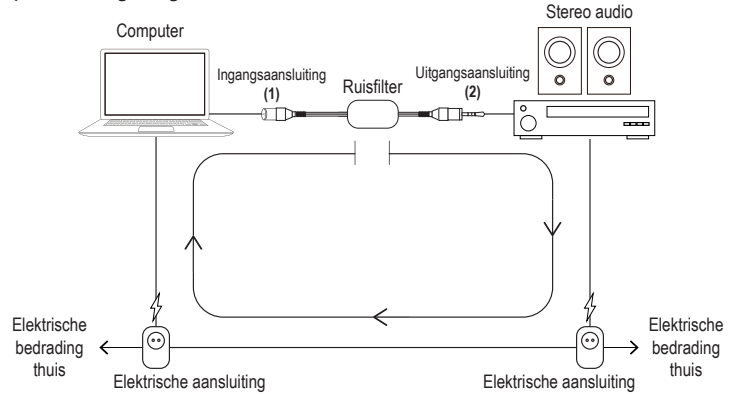 Stereo audio
Computer
Ingangsaansluiting
(1)
Ruisfilter
Uitgangsaansluiting
(2)
Elektrische
bedrading
thuis
Elektrische aansluiting
Elektrische aansluiting
Elektrische
bedrading
thuis